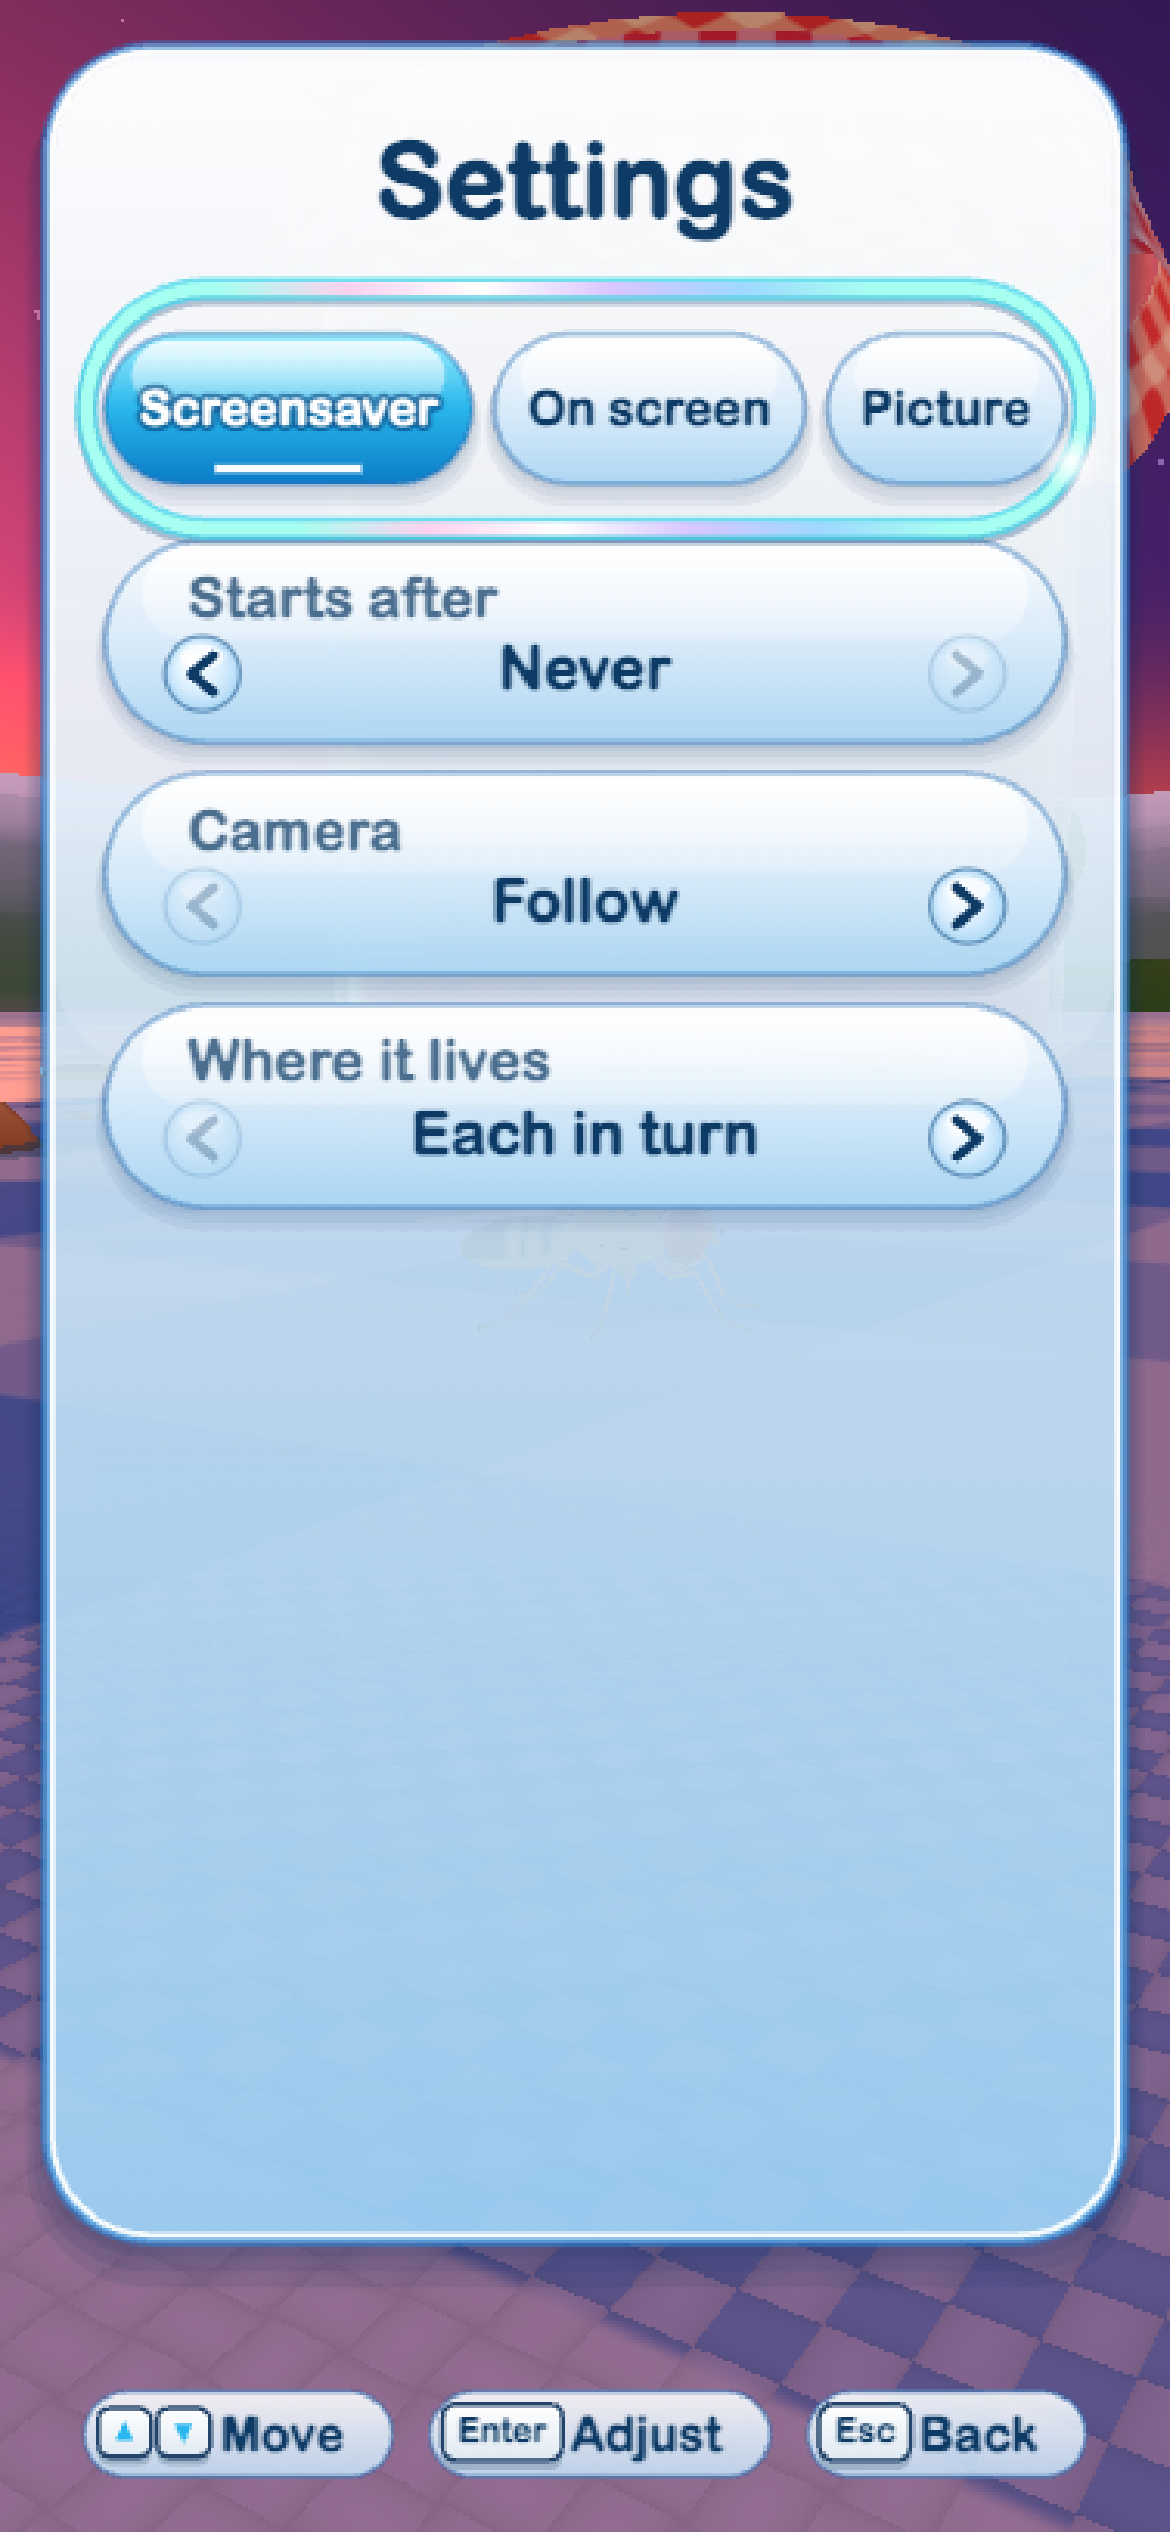 Settings
Screensaver On screen Picture
Starts after
Never
Camera
Follow
Where it lives
Each in turn
Move Enter Adjust Esc Back